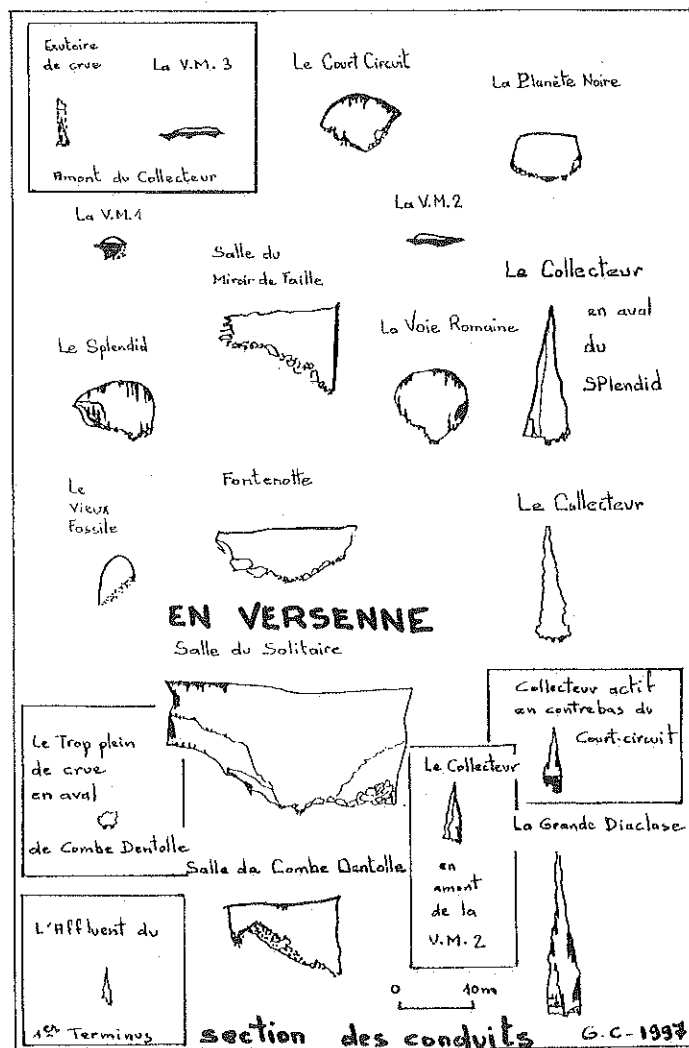 Exutoire
de crue
La V.M. 3
Amont du Collecteur
Le Court Circuit
La Planète Noire
La V.M.1
La V.M.2
Salle du
Miroir de Faille
Le Collecteur
en aval
du
SPlendid
Le Splendid
La Voie Romaine
Le
Vieux
Fossile
Fontenotte
Le Collecteur
EN VERSENNE
Salle du Solitaire
Le Trop plein
de crue
en aval
de Combe Dentolle
Collecteur actif
en contrebas du
Court-circuit
Le Collecteur
en
amont
de la
V.M.2
La Grande Diaclase
Salle de Combe Dentolle
L'Affluent du
1er Terminus
0 10m
section des conduits
G.C-1997